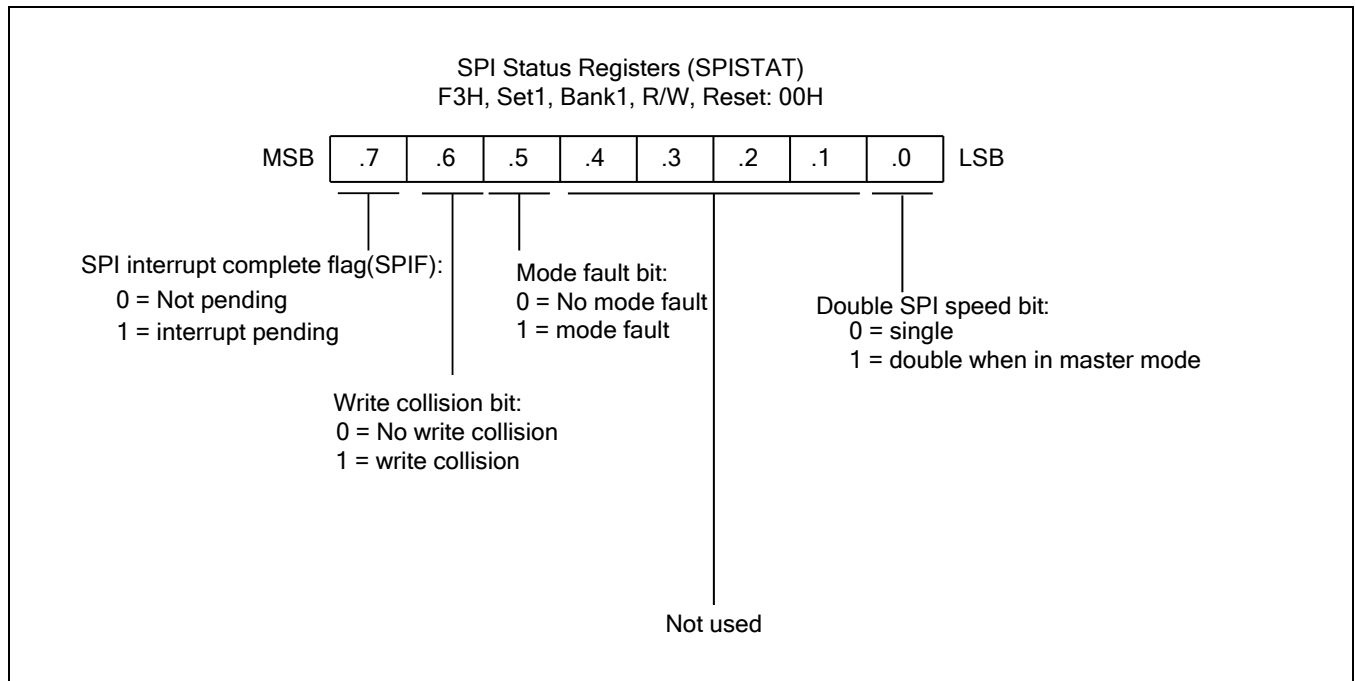 SPI Status Registers (SPISTAT)
F3H, Set1, Bank1, R/W, Reset: 00H
MSB .7 .6 .5 .4 .3 .2 .1 .0 LSB
SPI interrupt complete flag(SPIF):
0 = Not pending
1 = interrupt pending
Mode fault bit:
0 = No mode fault
1 = mode fault
Double SPI speed bit:
0 = single
1 = double when in master mode
Write collision bit:
0 = No write collision
1 = write collision
Not used